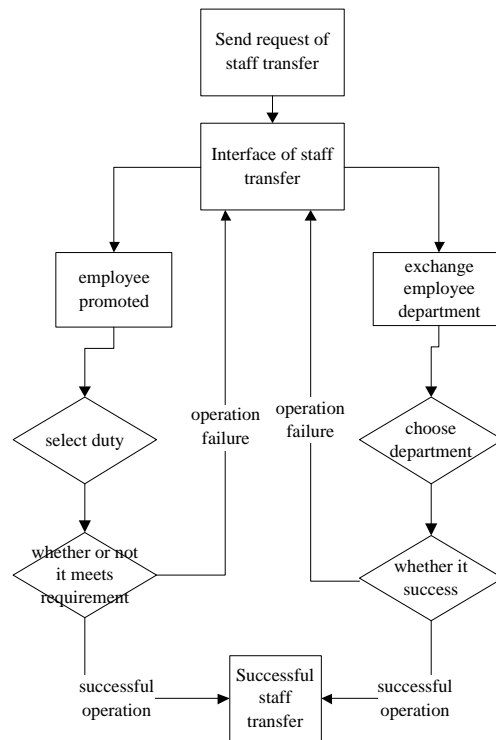 Send request of
staff transfer
Interface of staff
transfer
employee
promoted
exchange
employee
department
operation
failure
operation
failure
select duty
choose
department
whether or not
it meets
requirement
whether it
success
Successful
staff
transfer
successful
operation
successful
operation